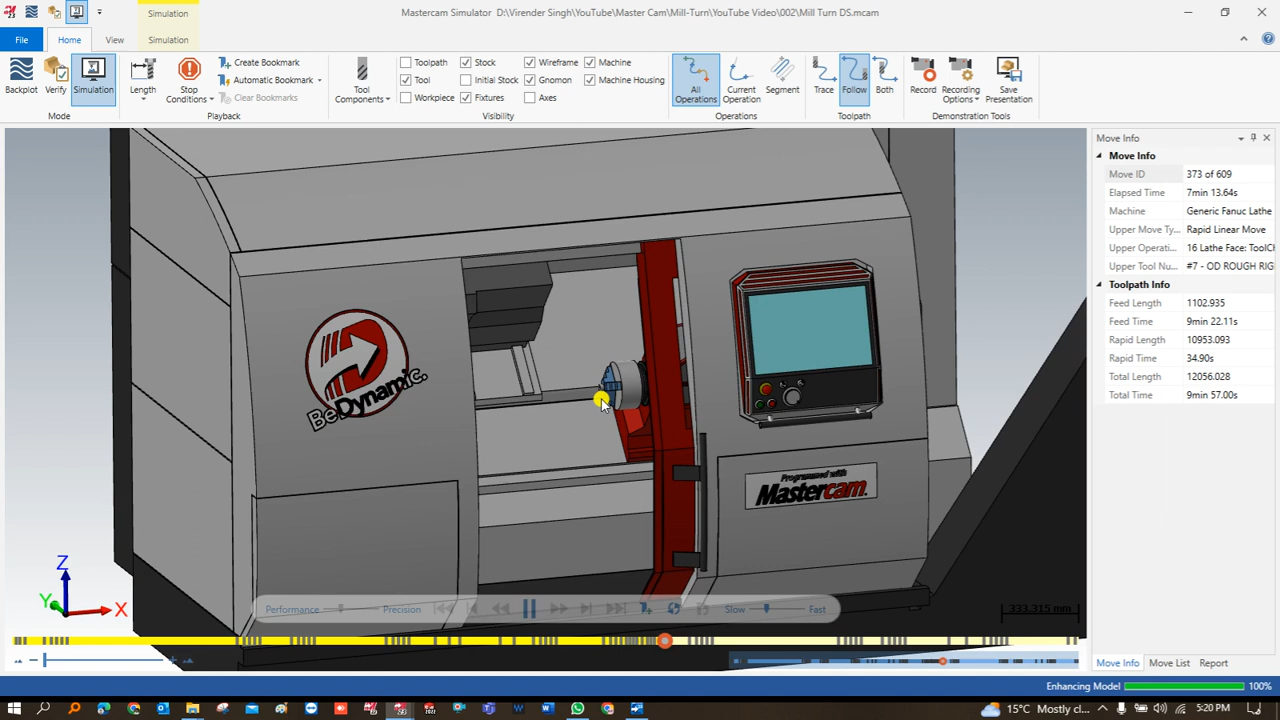 Simulation
Mastercam Simulator  D:\Virender Singh\YouTube\Master Cam\Mill-Turn\YouTube Video\002\Mill Turn DS.mcam
File
Home
View
Simulation
Backplot
Verify
Simulation
Mode
Length
Stop
Conditions
Create Bookmark
Automatic Bookmark
Clear Bookmarks
Playback
Tool
Components
Toolpath
Tool
Workpiece
Stock
Initial Stock
Fixtures
Wireframe
Gnomon
Axes
Machine
Machine Housing
Visibility
All
Operations
Current
Operation
Segment
Operations
Trace
Follow
Both
Toolpath
Record
Recording
Options
Save
Presentation
Demonstration Tools
BeDynamic.
Programmed with
Mastercam.
Z
Y
X
333.315 mm
Performance
Precision
Slow
Fast
Move Info
Move Info
Move ID 373 of 609
Elapsed Time 7min 13.64s
Machine Generic Fanuc Lathe
Upper Move Ty... Rapid Linear Move
Upper Operati... 16 Lathe Face: ToolCh
Upper Tool Nu... #7 - OD ROUGH RIG
Toolpath Info
Feed Length 1102.935
Feed Time 9min 22.11s
Rapid Length 10953.093
Rapid Time 34.90s
Total Length 12056.028
Total Time 9min 57.00s
Move Info
Move List
Report
Enhancing Model 100%
15°C Mostly cl...
5:20 PM